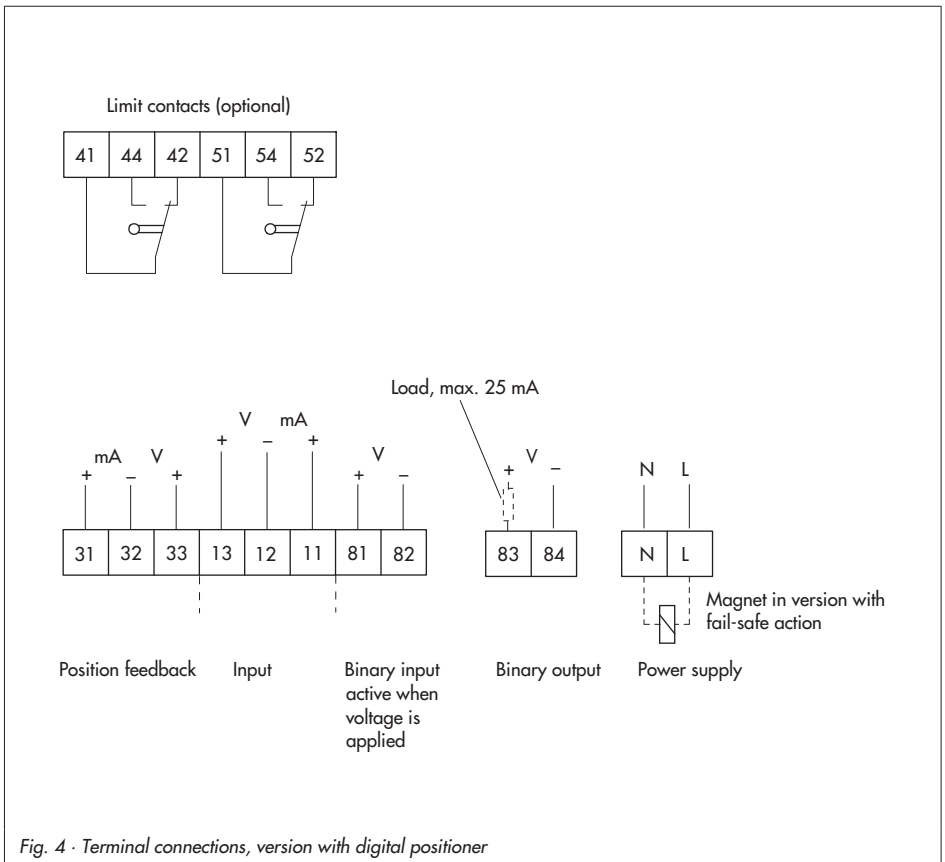 Limit contacts (optional)
41 44 42 51 54 52
Load, max. 25 mA
V mA
+ − +
mA V
+ − +
V
+ −
V
+ −
N L
31 32 33 13 12 11 81 82
83 84
N L
Magnet in version with
fail-safe action
Position feedback
Input
Binary input
active when
voltage is
applied
Binary output
Power supply
Fig. 4 · Terminal connections, version with digital positioner